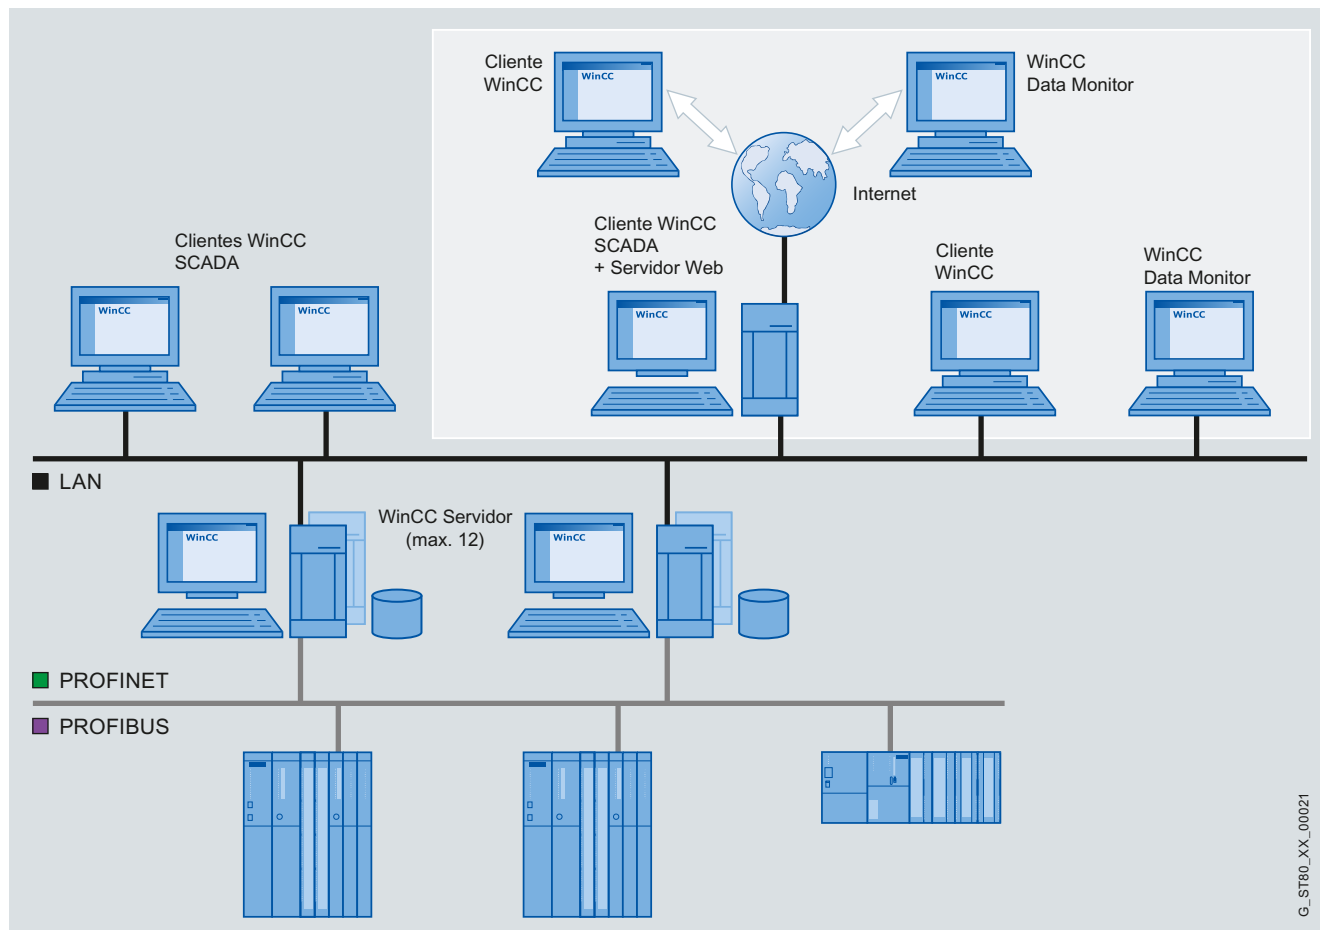 Cliente
WinCC
WinCC
WinCC
WinCC
Data Monitor
Internet
Clientes WinCC
SCADA
WinCC
WinCC
Cliente WinCC
SCADA
+ Servidor Web
WinCC
Cliente
WinCC
WinCC
WinCC
Data Monitor
WinCC
LAN
WinCC
WinCC Servidor
(max. 12)
WinCC
PROFINET
PROFIBUS
G_ST80_XX_00021